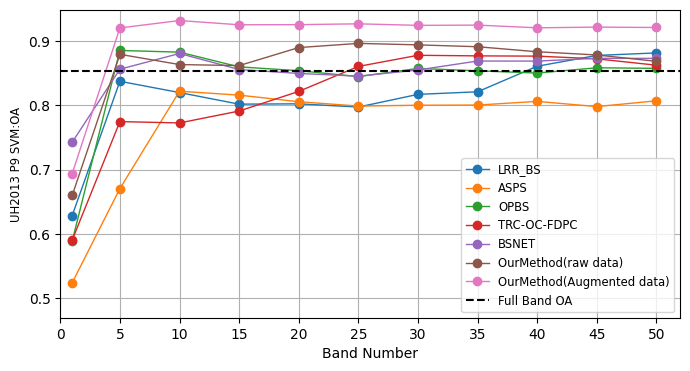 UH2013 P9 SVM:OA
0.9
0.8
0.7
0.6
0.5
0 5 10 15 20 25 30 35 40 45 50
Band Number
LRR_BS
ASPS
OPBS
TRC-OC-FDPC
BSNET
OurMethod(raw data)
OurMethod(Augmented data)
Full Band OA